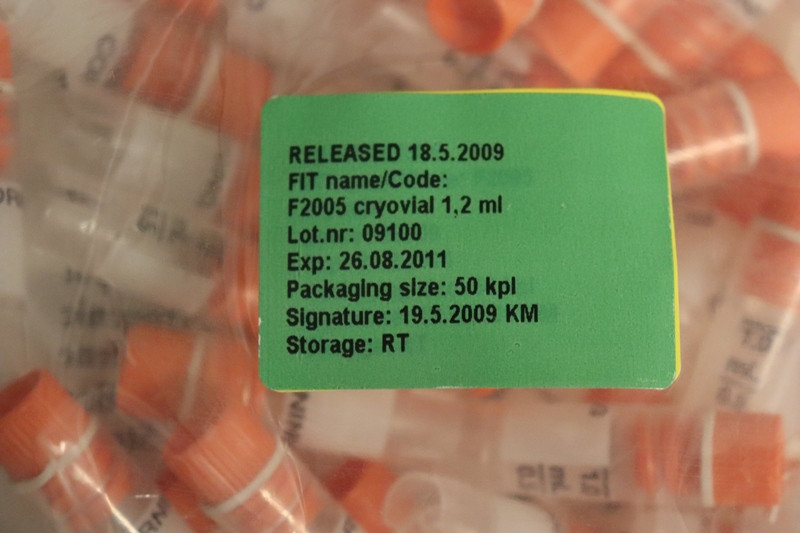 RELEASED 18.5.2009
FIT name/Code:
F2005 cryovial 1,2 ml
Lot.nr: 09100
Exp: 26.08.2011
Packaging size: 50 kpl
Signature: 19.5.2009 KM
Storage: RT